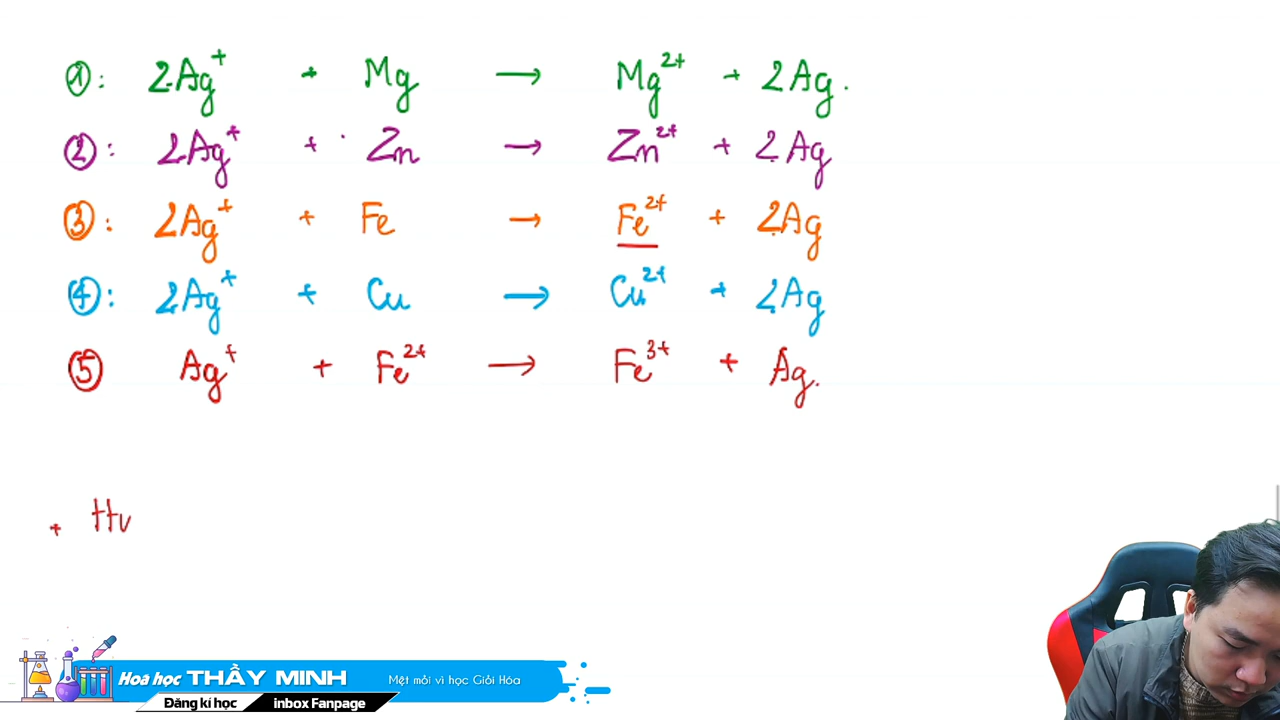 ①: 2Ag⁺ + Mg → Mg²⁺ + 2Ag.
②: 2Ag⁺ + Zn → Zn²⁺ + 2Ag
③: 2Ag⁺ + Fe → Fe²⁺ + 2Ag
④: 2Ag⁺ + Cu → Cu²⁺ + 2Ag
⑤ Ag⁺ + Fe²⁺ → Fe³⁺ + Ag.
+ Hv
Hoá học THẦY MINH
Mệt mỏi vì học Giỏi Hóa
Đăng kí học inbox Fanpage